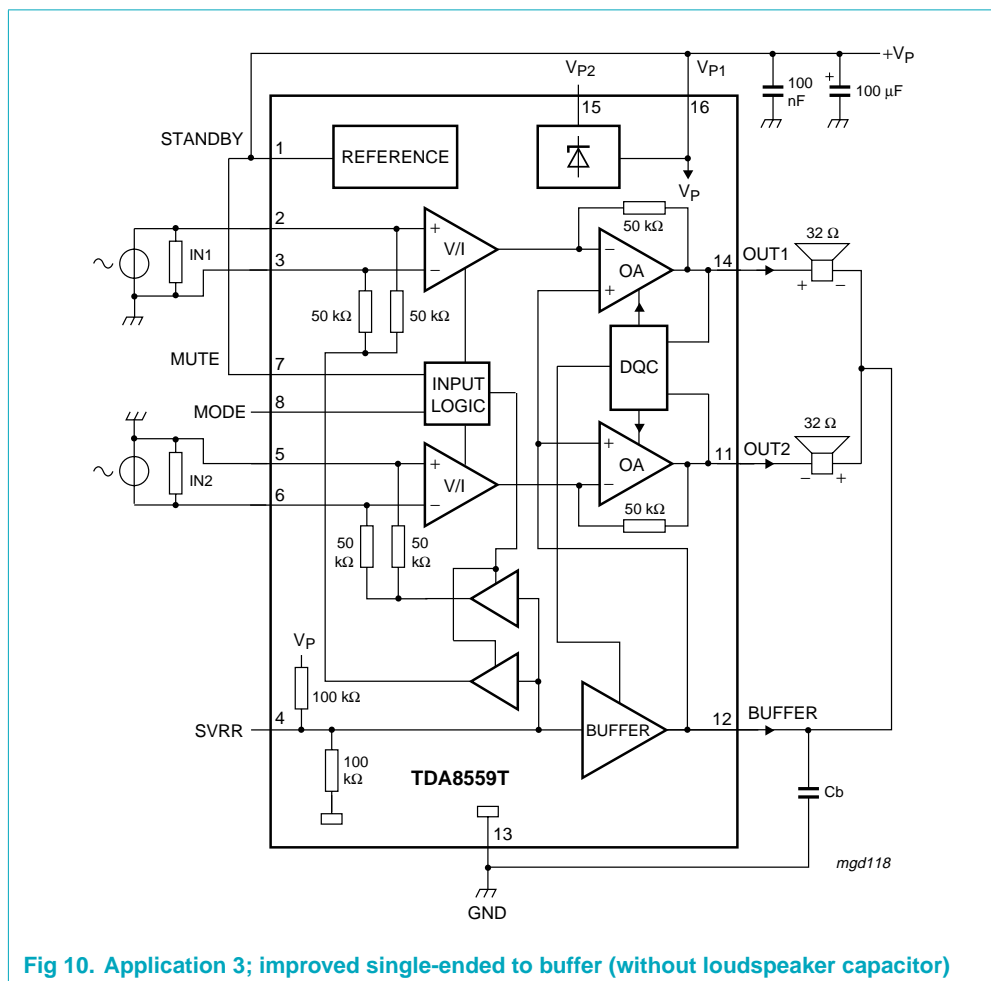 +VP
VP2
VP1
100
nF
+
100 μF
15
16
STANDBY
1
REFERENCE
VP
2
+
V/I
−
50 kΩ
−
OA
+
32 Ω
14
OUT1
+
−
~
IN1
3
50 kΩ
50 kΩ
MUTE
7
INPUT
LOGIC
DQC
MODE
8
32 Ω
5
+
V/I
−
+
OA
−
11
OUT2
−
+
~
IN2
6
50 kΩ
50
kΩ
50
kΩ
VP
100 kΩ
SVRR
4
BUFFER
12
BUFFER
100
kΩ
TDA8559T
Cb
13
mgd118
GND
Fig 10. Application 3; improved single-ended to buffer (without loudspeaker capacitor)